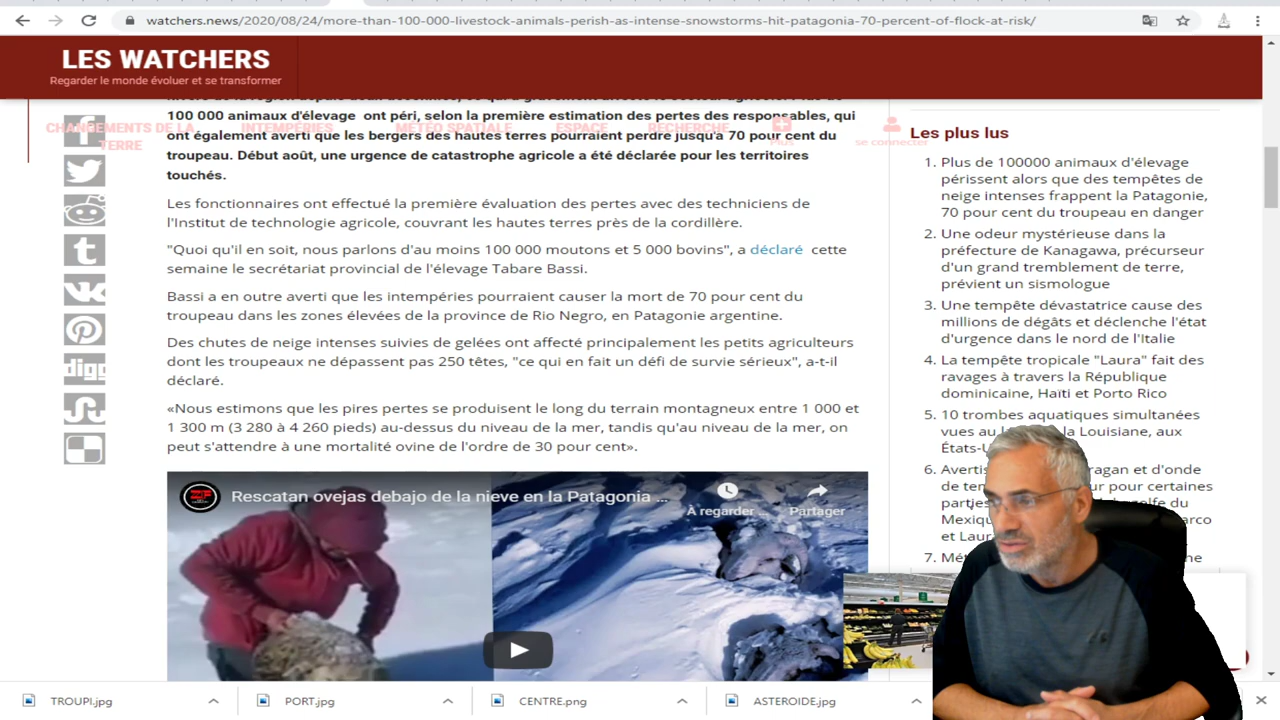 watchers.news/2020/08/24/more-than-100-000-livestock-animals-perish-as-intense-snowstorms-hit-patagonia-70-percent-of-flock-at-risk/
LES WATCHERS
Regarder le monde évoluer et se transformer
CHANGEMENTS DE LA TERRE
INTEMPÉRIES
MÉTÉO SPATIALE
ESPACE
RECHERCHE
Plus
se connecter
100 000 animaux d'élevage ont péri, selon la première estimation des pertes des responsables, qui
ont également averti que les bergers des hautes terres pourraient perdre jusqu'à 70 pour cent du
troupeau. Début août, une urgence de catastrophe agricole a été déclarée pour les territoires
touchés.
Les fonctionnaires ont effectué la première évaluation des pertes avec des techniciens de
l'Institut de technologie agricole, couvrant les hautes terres près de la cordillère.
"Quoi qu'il en soit, nous parlons d'au moins 100 000 moutons et 5 000 bovins", a déclaré cette
semaine le secrétariat provincial de l'élevage Tabare Bassi.
Bassi a en outre averti que les intempéries pourraient causer la mort de 70 pour cent du
troupeau dans les zones élevées de la province de Rio Negro, en Patagonie argentine.
Des chutes de neige intenses suivies de gelées ont affecté principalement les petits agriculteurs
dont les troupeaux ne dépassent pas 250 têtes, "ce qui en fait un défi de survie sérieux", a-t-il
déclaré.
«Nous estimons que les pires pertes se produisent le long du terrain montagneux entre 1 000 et
1 300 m (3 280 à 4 260 pieds) au-dessus du niveau de la mer, tandis qu'au niveau de la mer, on
peut s'attendre à une mortalité ovine de l'ordre de 30 pour cent».
Rescatan ovejas debajo de la nieve en la Patagonia ...
À regarder ...
Partager
Les plus lus
1. Plus de 100000 animaux d'élevage
périssent alors que des tempêtes de
neige intenses frappent la Patagonie,
70 pour cent du troupeau en danger
2. Une odeur mystérieuse dans la
préfecture de Kanagawa, précurseur
d'un grand tremblement de terre,
prévient un sismologue
3. Une tempête dévastatrice cause des
millions de dégâts et déclenche l'état
d'urgence dans le nord de l'Italie
4. La tempête tropicale "Laura" fait des
ravages à travers la République
dominicaine, Haïti et Porto Rico
5. 10 trombes aquatiques simultanées
vues au la Louisiane, aux
6. et d'onde
de pour certaines
du
et
7.
digg
TROUPI.jpg
PORT.jpg
CENTRE.png
ASTEROIDE.jpg